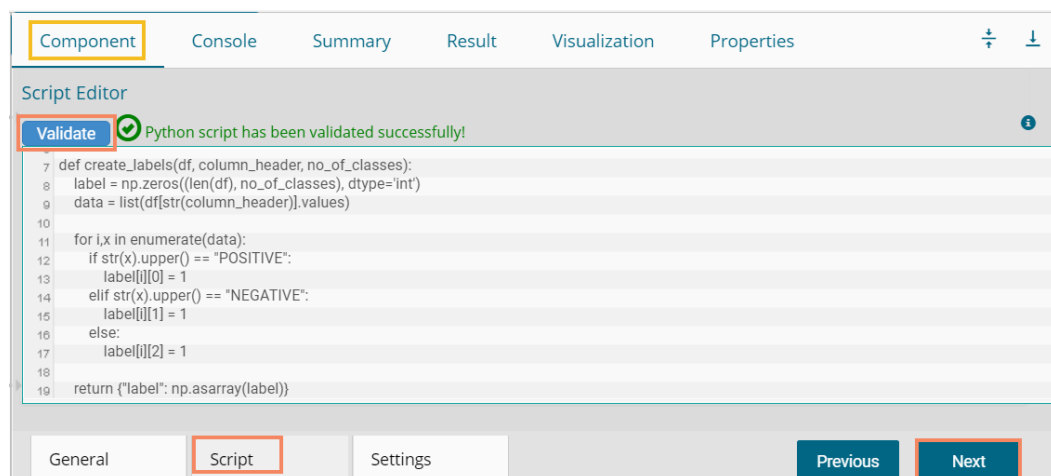 Component Console Summary Result Visualization Properties
Script Editor
Validate Python script has been validated successfully!
7 def create_labels(df, column_header, no_of_classes):
8 label = np.zeros((len(df), no_of_classes), dtype='int')
9 data = list(df[str(column_header)].values)
10
11 for i,x in enumerate(data):
12 if str(x).upper() == "POSITIVE":
13 label[i][0] = 1
14 elif str(x).upper() == "NEGATIVE":
15 label[i][1] = 1
16 else:
17 label[i][2] = 1
18
19 return {"label": np.asarray(label)}
General Script Settings Previous Next